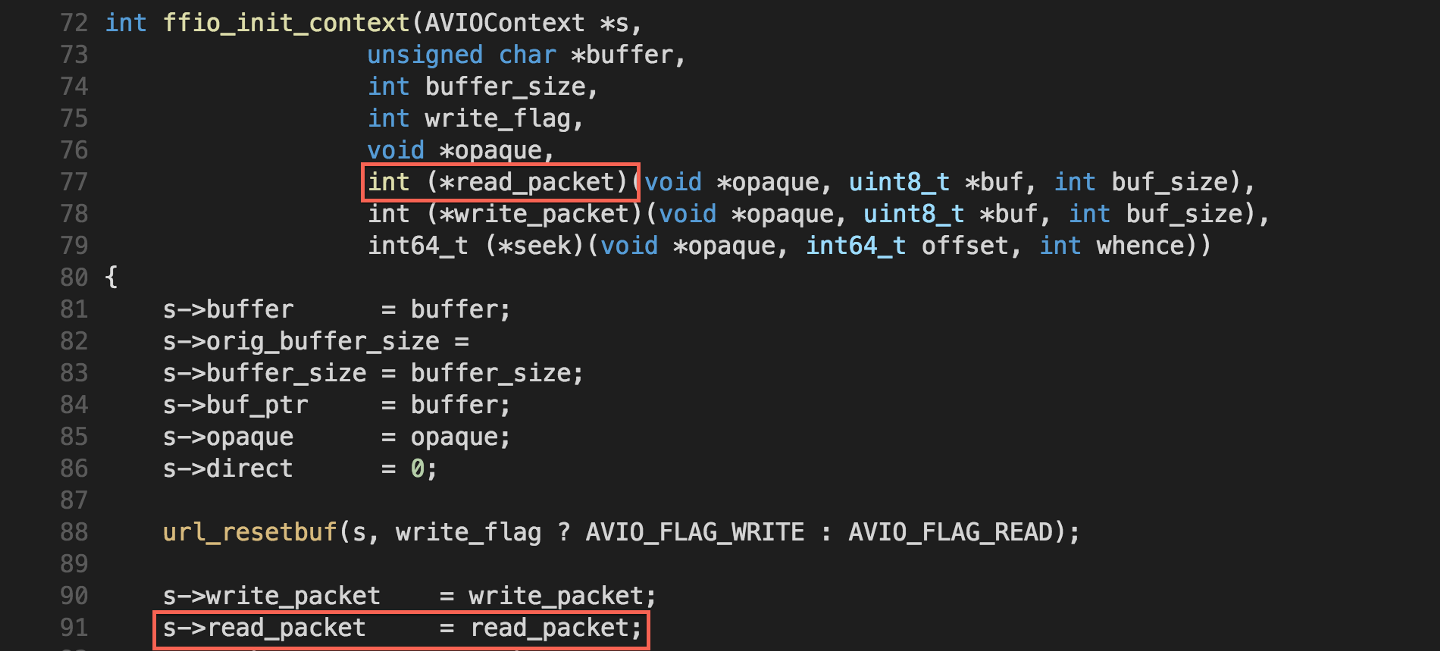 72 int ffio_init_context(AVIOContext *s,
73                   unsigned char *buffer,
74                   int buffer_size,
75                   int write_flag,
76                   void *opaque,
77                   int (*read_packet)(void *opaque, uint8_t *buf, int buf_size),
78                   int (*write_packet)(void *opaque, uint8_t *buf, int buf_size),
79                   int64_t (*seek)(void *opaque, int64_t offset, int whence))
80 {
81     s->buffer      = buffer;
82     s->orig_buffer_size =
83     s->buffer_size = buffer_size;
84     s->buf_ptr     = buffer;
85     s->opaque      = opaque;
86     s->direct      = 0;
87
88     url_resetbuf(s, write_flag ? AVIO_FLAG_WRITE : AVIO_FLAG_READ);
89
90     s->write_packet    = write_packet;
91     s->read_packet     = read_packet;